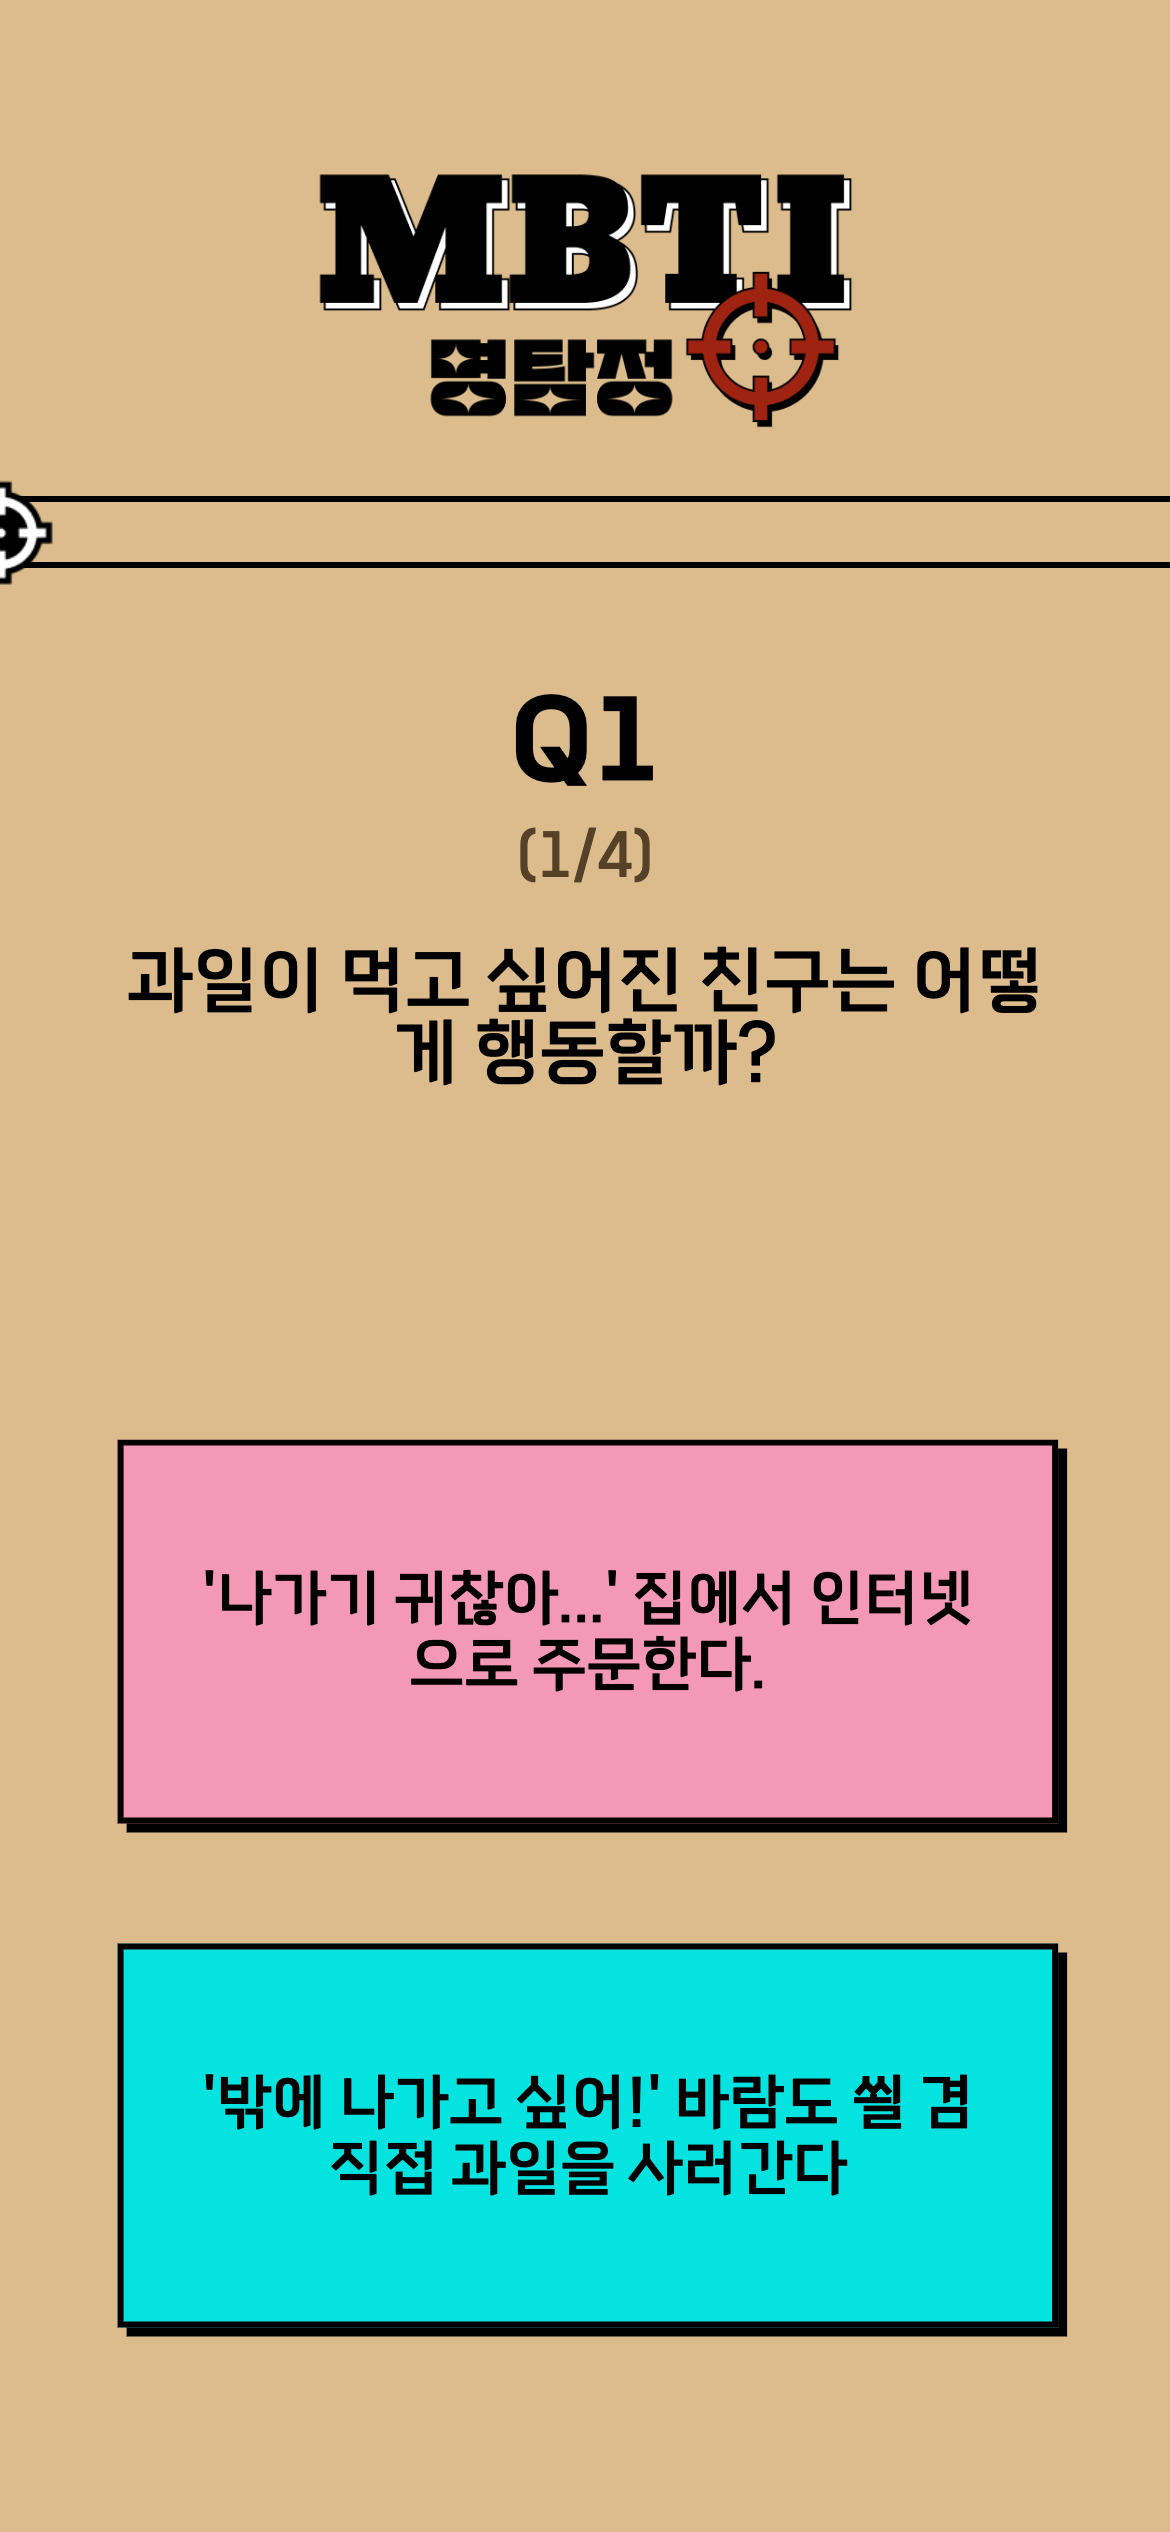 MBTI
명탐정
Q1
(1/4)
과일이 먹고 싶어진 친구는 어떻
게 행동할까?
'나가기 귀찮아...' 집에서 인터넷
으로 주문한다.
'밖에 나가고 싶어!' 바람도 쐴 겸
직접 과일을 사러간다